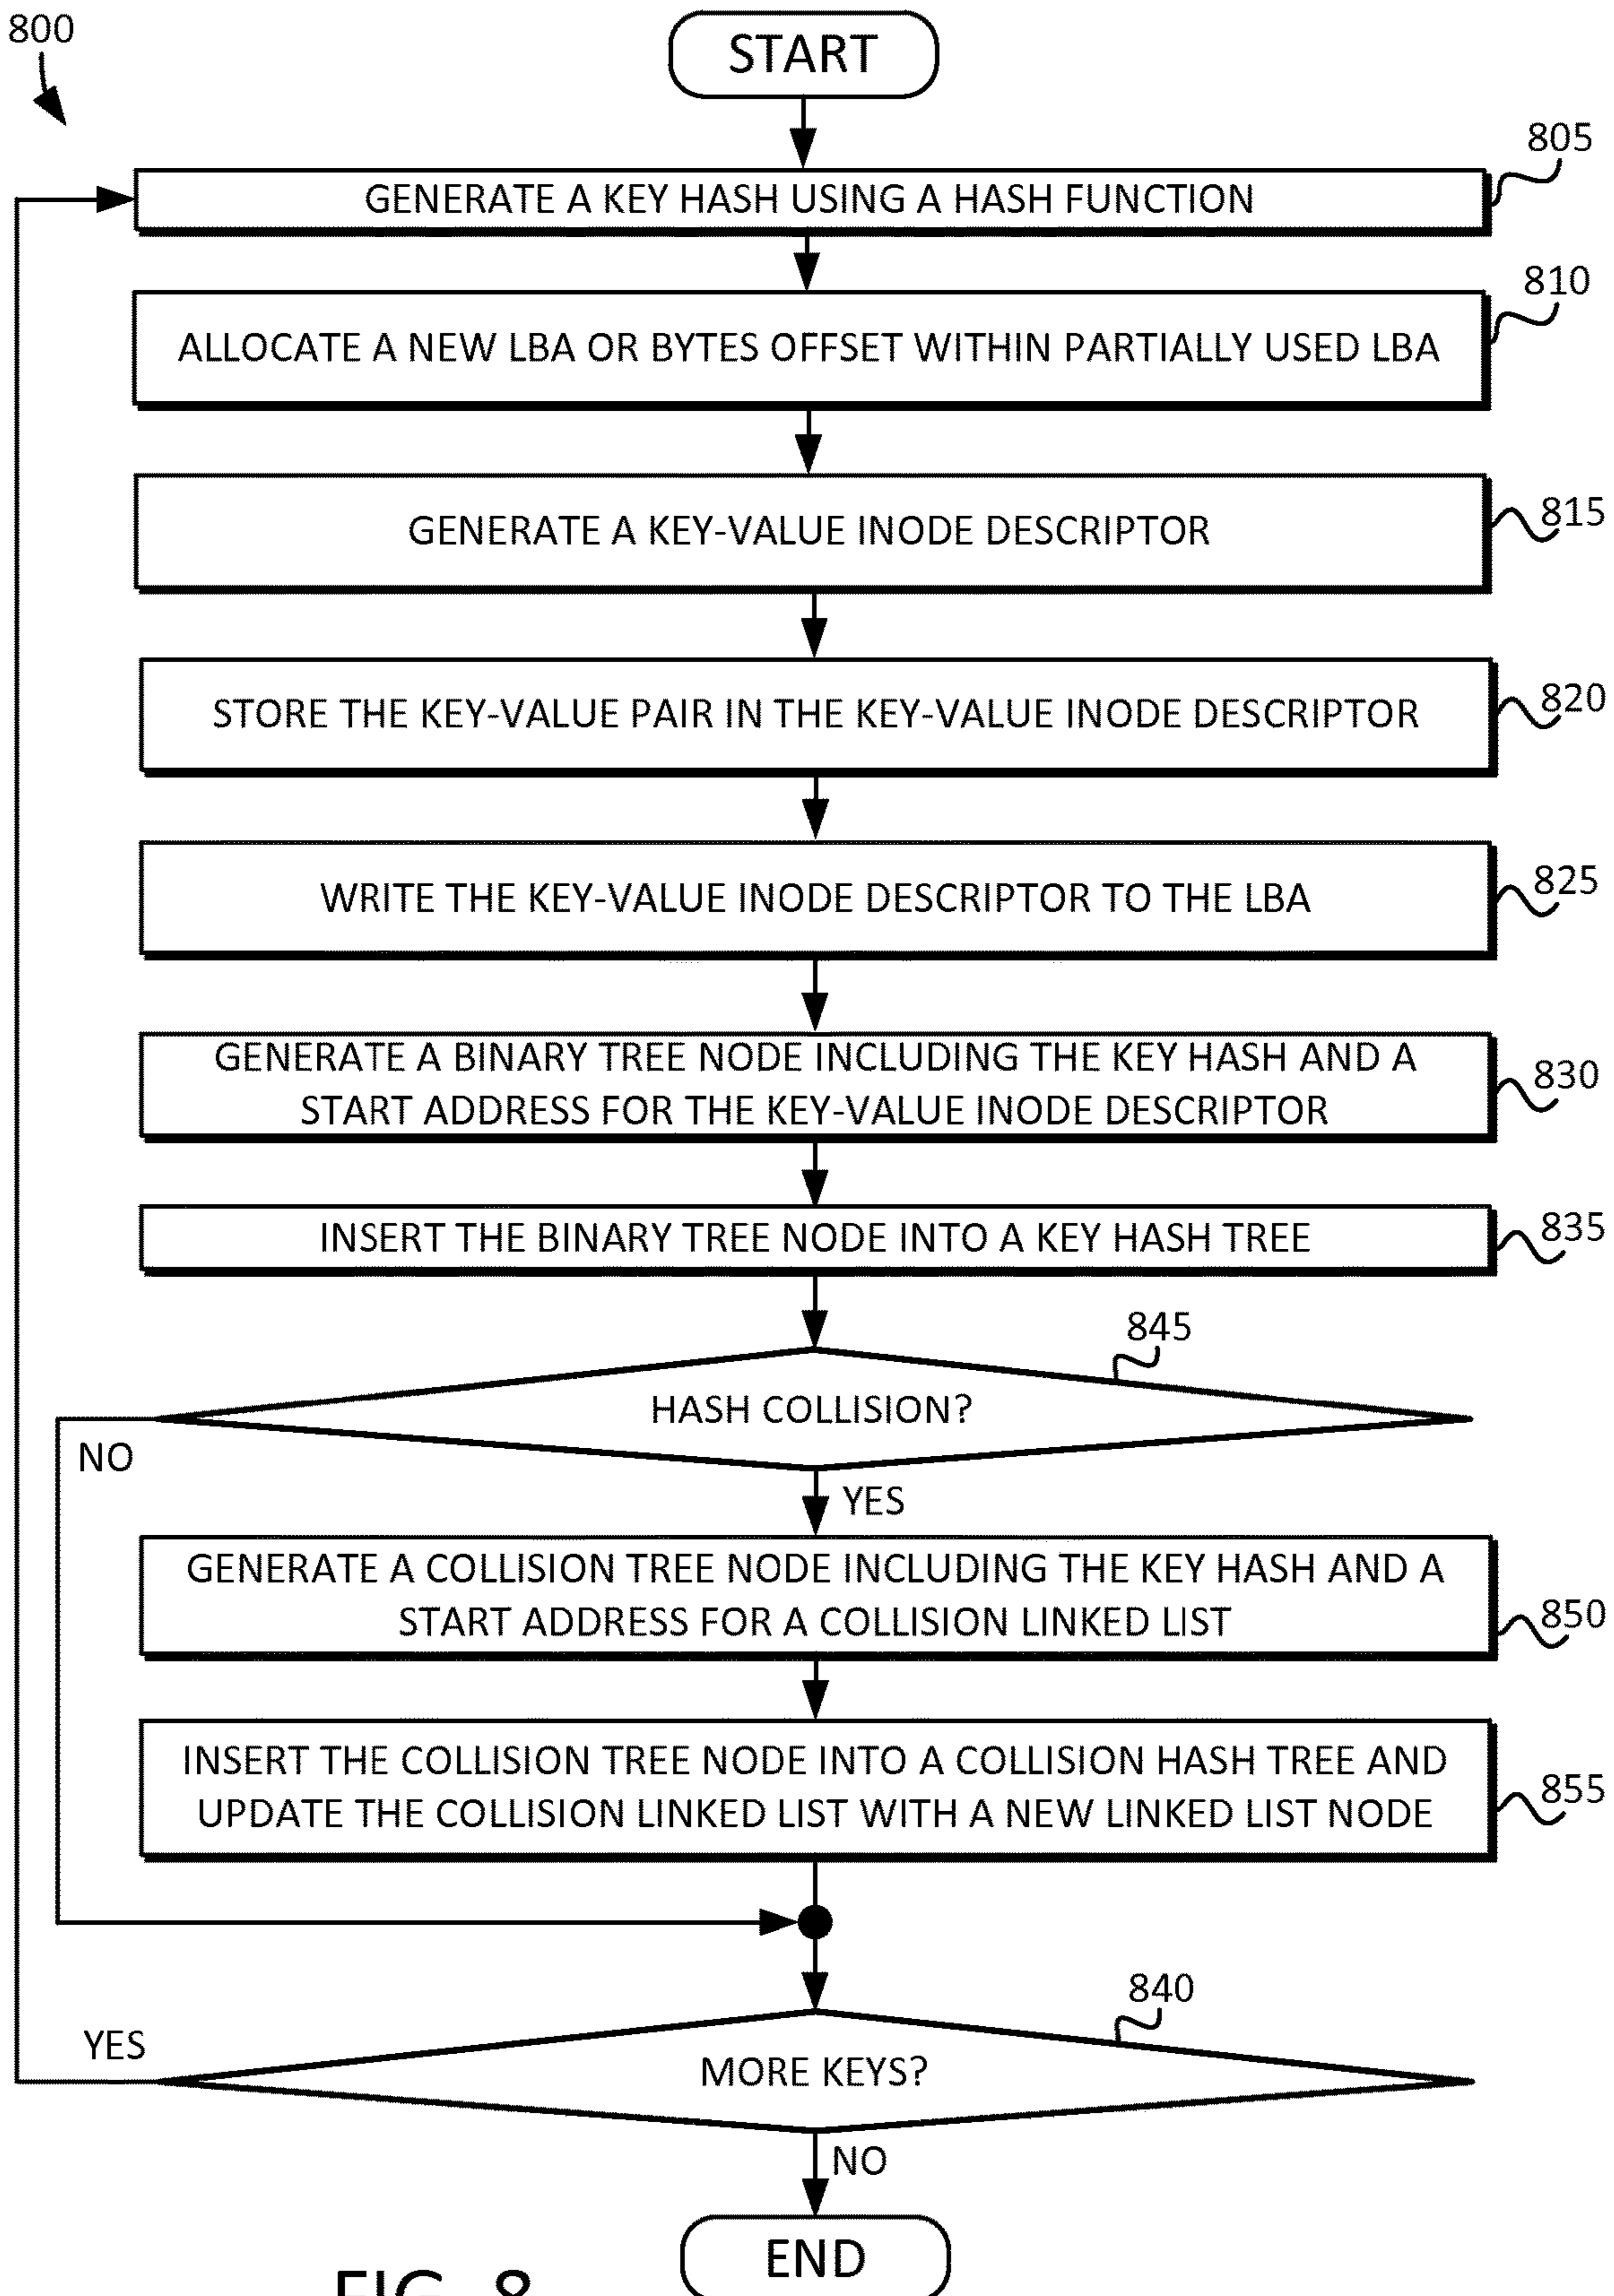 800
START
805
GENERATE A KEY HASH USING A HASH FUNCTION
810
ALLOCATE A NEW LBA OR BYTES OFFSET WITHIN PARTIALLY USED LBA
815
GENERATE A KEY-VALUE INODE DESCRIPTOR
820
STORE THE KEY-VALUE PAIR IN THE KEY-VALUE INODE DESCRIPTOR
825
WRITE THE KEY-VALUE INODE DESCRIPTOR TO THE LBA
830
GENERATE A BINARY TREE NODE INCLUDING THE KEY HASH AND A
START ADDRESS FOR THE KEY-VALUE INODE DESCRIPTOR
835
INSERT THE BINARY TREE NODE INTO A KEY HASH TREE
845
HASH COLLISION?
NO
YES
GENERATE A COLLISION TREE NODE INCLUDING THE KEY HASH AND A
START ADDRESS FOR A COLLISION LINKED LIST
850
INSERT THE COLLISION TREE NODE INTO A COLLISION HASH TREE AND
UPDATE THE COLLISION LINKED LIST WITH A NEW LINKED LIST NODE
855
840
YES
MORE KEYS?
NO
END
FIG. 8